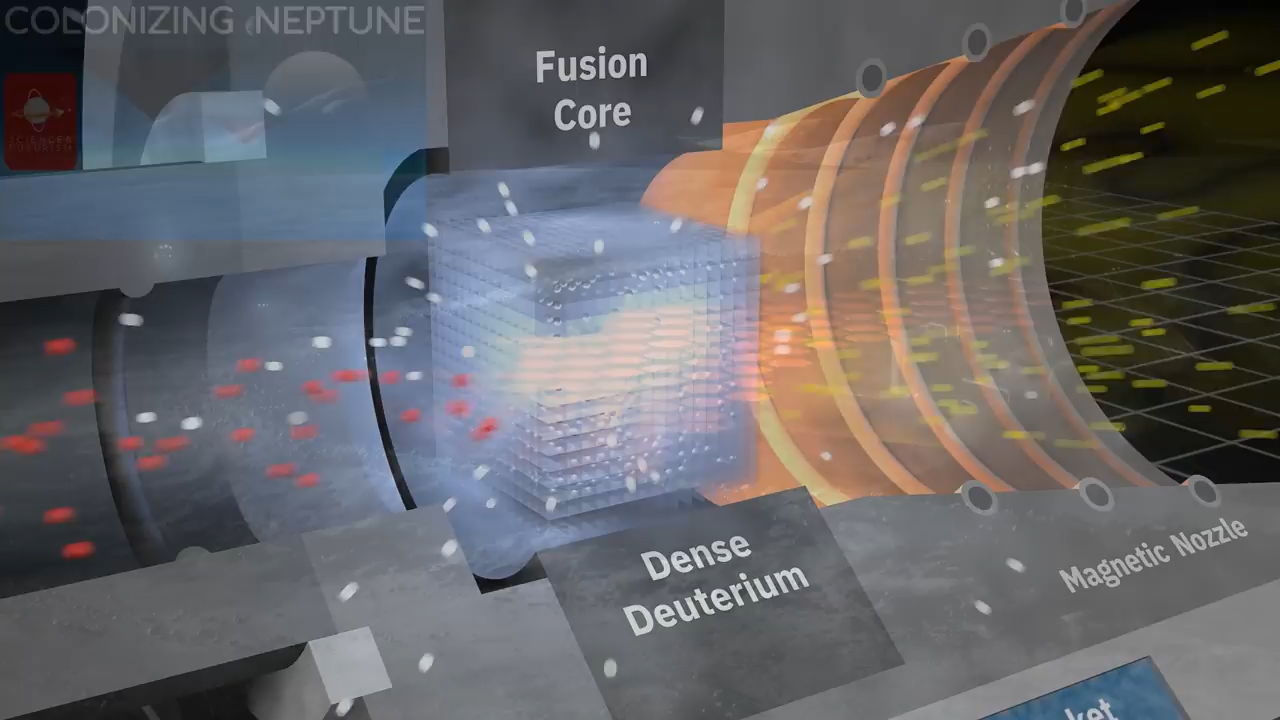 COLONIZING NEPTUNE
Fusion
Core
Dense
Deuterium
Magnetic Nozzle